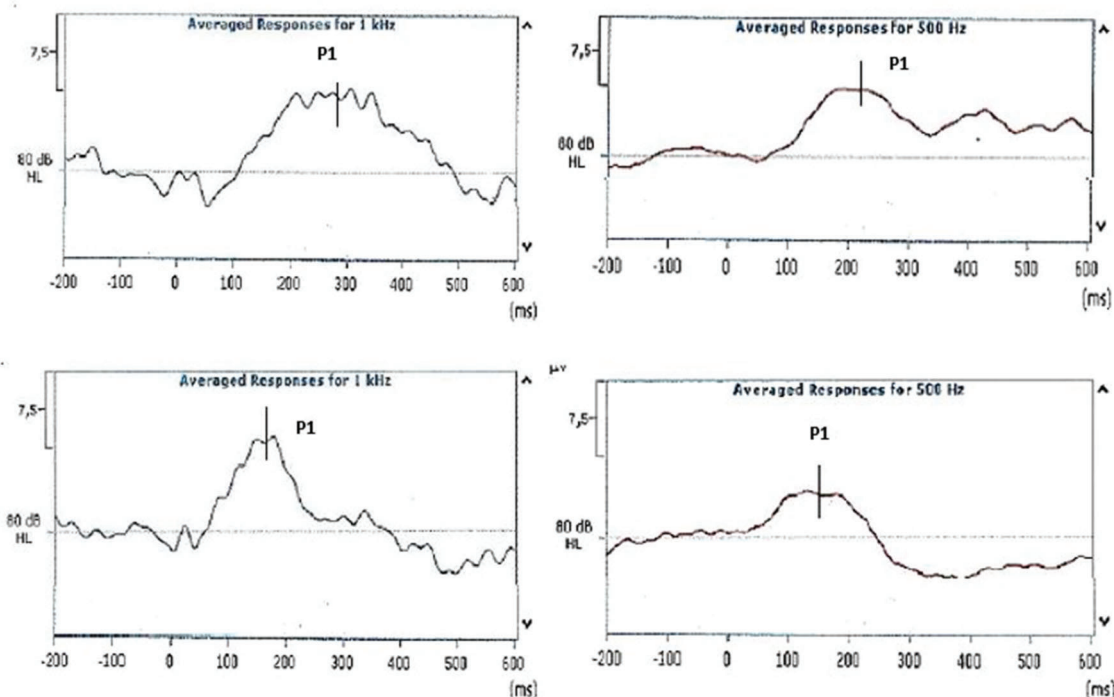 Averaged Responses for 1 kHz
P1
7,5
80 dB
HL
-200 -100 0 100 200 300 400 500 600
(ms)
Averaged Responses for 500 Hz
P1
7,5
80 dB
HL
-200 -100 0 100 200 300 400 500 600
(ms)
Averaged Responses for 1 kHz
P1
7,5
80 dB
HL
-200 -100 0 100 200 300 400 500 600
(ms)
µv
Averaged Responses for 500 Hz
P1
7,5
80 dB
HL
-200 -100 0 100 200 300 400 500 600
(ms)